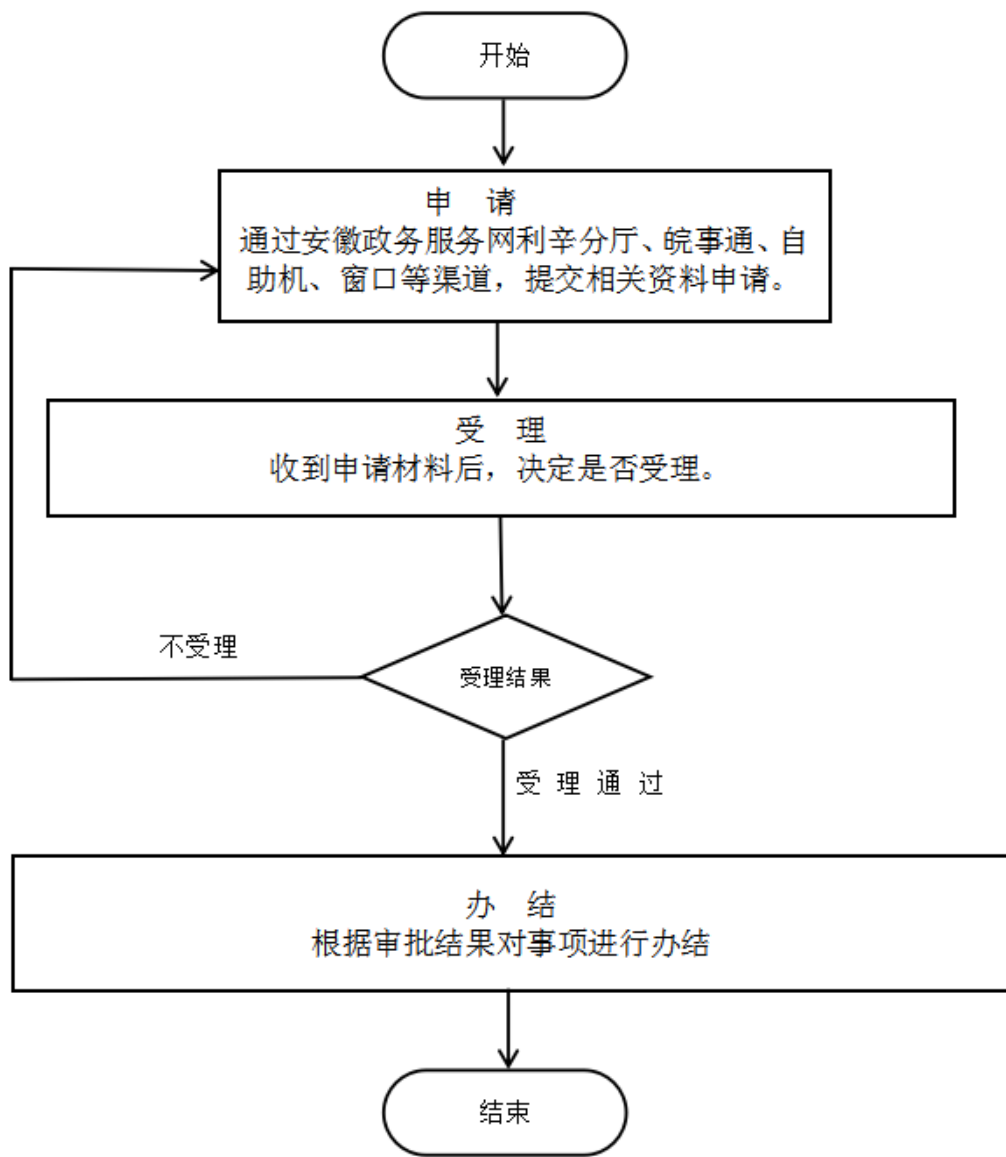 开始
申 请
通过安徽政务服务网利辛分厅、皖事通、自
助机、窗口等渠道，提交相关资料申请。
受 理
收到申请材料后，决定是否受理。
不受理
受理结果
受 理 通 过
办 结
根据审批结果对事项进行办结
结束